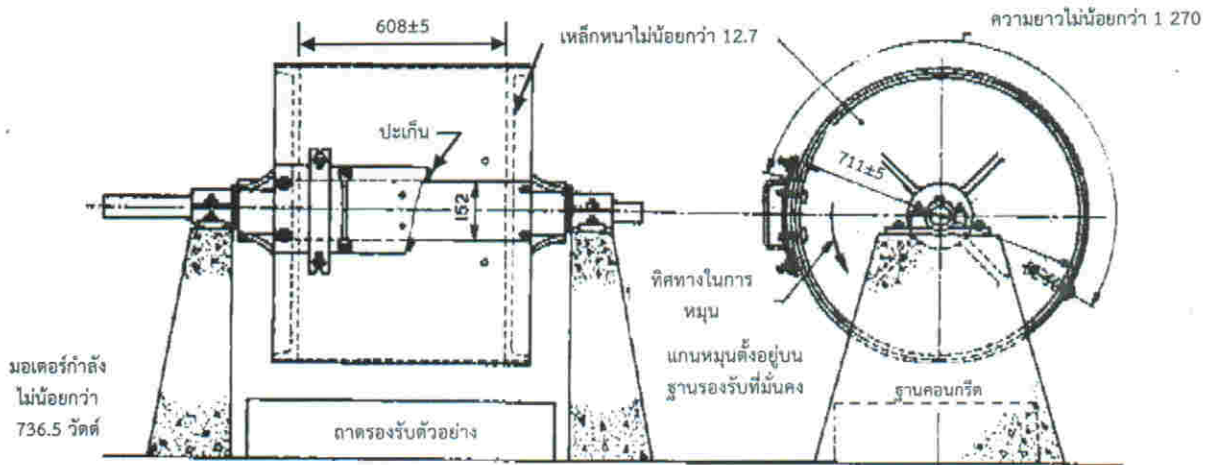 ความยาวไม่น้อยกว่า 1 270
608±5
เหล็กหนาไม่น้อยกว่า 12.7
ปะเก็น
711±5
152
ทิศทางในการ
หมุน
แกนหมุนตั้งอยู่บน
ฐานรองรับที่มั่นคง
มอเตอร์กำลัง
ไม่น้อยกว่า
736.5 วัตต์
ถาดรองรับตัวอย่าง
ฐานคอนกรีต